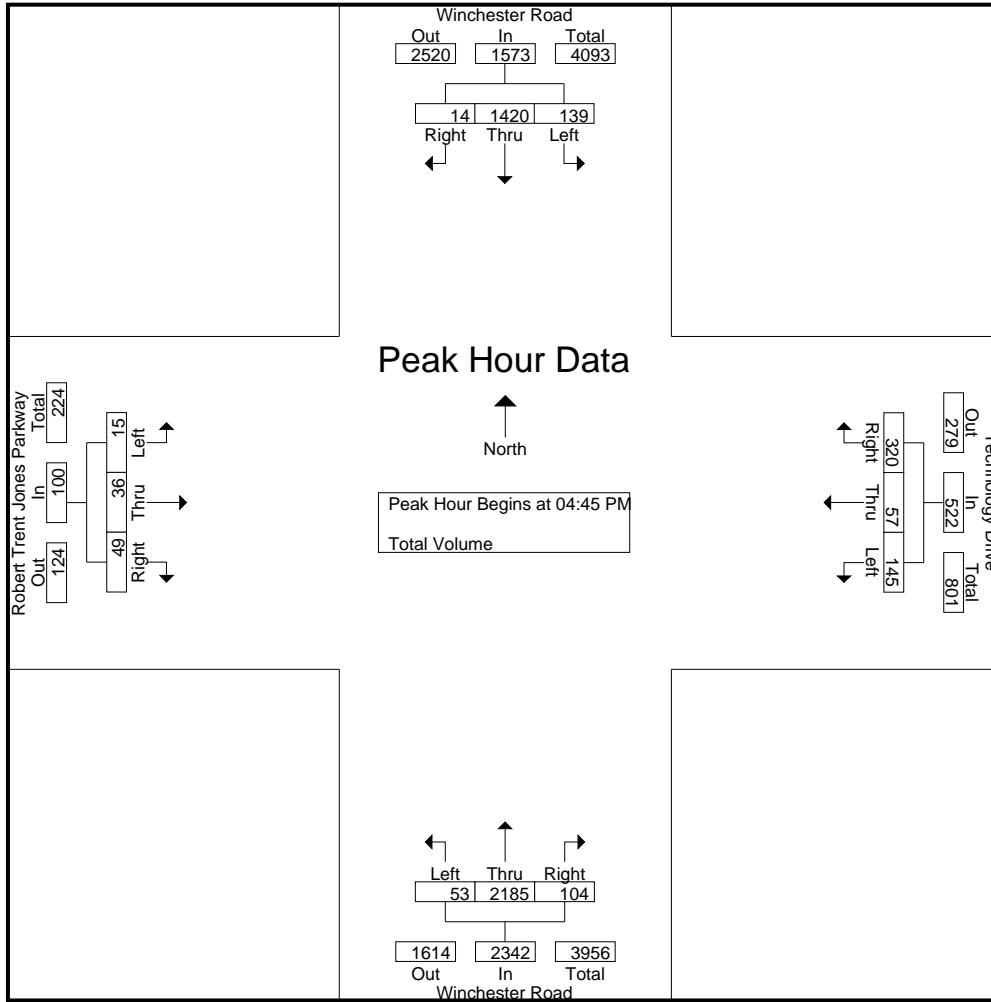 Winchester Road
Out In Total
2520 1573 4093
14 1420 139
Right Thru Left
Peak Hour Data
North
Peak Hour Begins at 04:45 PM
Total Volume
Robert Trent Jones Parkway
Out In Total
124 100 224
15 36 49
Left Thru Right
Technology Drive
Out In Total
279 522 801
Right Thru Left
320 57 145
Left Thru Right
53 2185 104
1614 2342 3956
Out In Total
Winchester Road